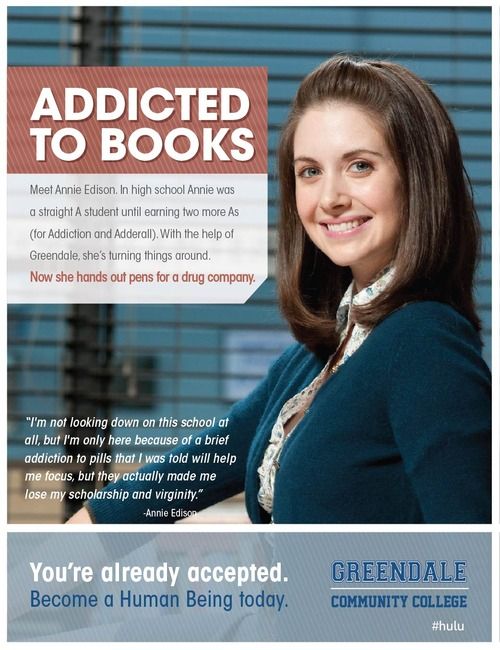 ADDICTED
TO BOOKS
Meet Annie Edison. In high school Annie was
a straight A student until earning two more As
(for Addiction and Adderall). With the help of
Greendale, she's turning things around.
Now she hands out pens for a drug company.
"I'm not looking down on this school at
all, but I'm only here because of a brief
addiction to pills that I was told will help
me focus, but they actually made me
lose my scholarship and virginity."
-Annie Edison
You're already accepted.
Become a Human Being today.
GREENDALE
COMMUNITY COLLEGE
#hulu